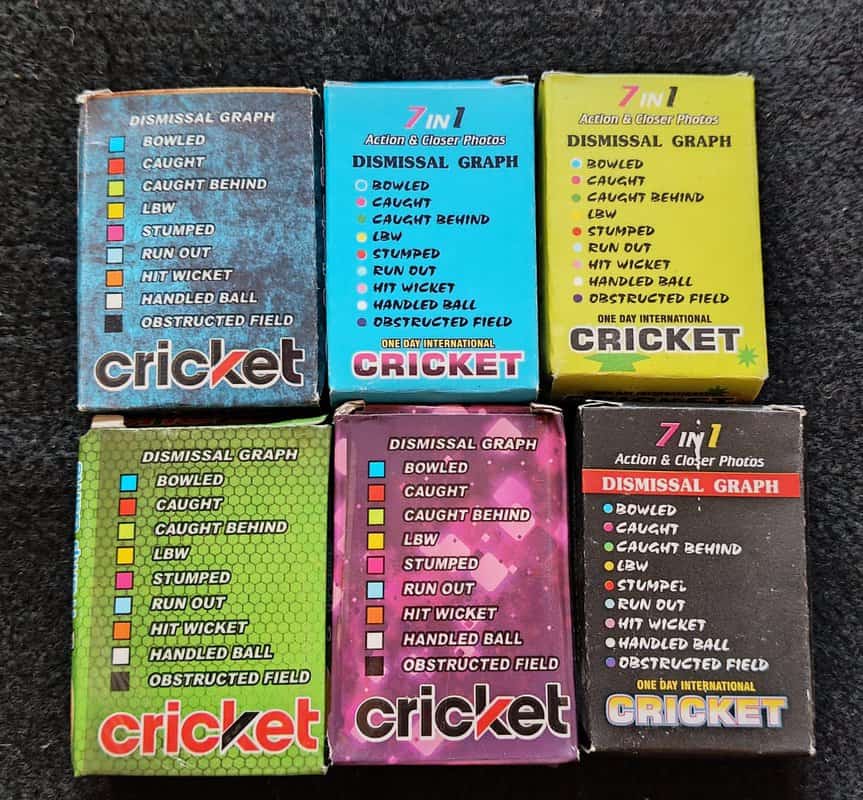 DISMISSAL GRAPH
BOWLED
CAUGHT
CAUGHT BEHIND
LBW
STUMPED
RUN OUT
HIT WICKET
HANDLED BALL
OBSTRUCTED FIELD
cricket
7 IN 1
Action & Closer Photos
DISMISSAL GRAPH
BOWLED
CAUGHT
CAUGHT BEHIND
LBW
STUMPED
RUN OUT
HIT WICKET
HANDLED BALL
OBSTRUCTED FIELD
ONE DAY INTERNATIONAL
CRICKET
7 IN 1
Action & Closer Photos
DISMISSAL GRAPH
BOWLED
CAUGHT
CAUGHT BEHIND
LBW
STUMPED
RUN OUT
HIT WICKET
HANDLED BALL
OBSTRUCTED FIELD
ONE DAY INTERNATIONAL
CRICKET
DISMISSAL GRAPH
BOWLED
CAUGHT
CAUGHT BEHIND
LBW
STUMPED
RUN OUT
HIT WICKET
HANDLED BALL
OBSTRUCTED FIELD
cricket
DISMISSAL GRAPH
BOWLED
CAUGHT
CAUGHT BEHIND
LBW
STUMPED
RUN OUT
HIT WICKET
HANDLED BALL
OBSTRUCTED FIELD
cricket
7 IN 1
Action & Closer Photos
DISMISSAL GRAPH
BOWLED
CAUGHT
CAUGHT BEHIND
LBW
STUMPED
RUN OUT
HIT WICKET
HANDLED BALL
OBSTRUCTED FIELD
ONE DAY INTERNATIONAL
CRICKET